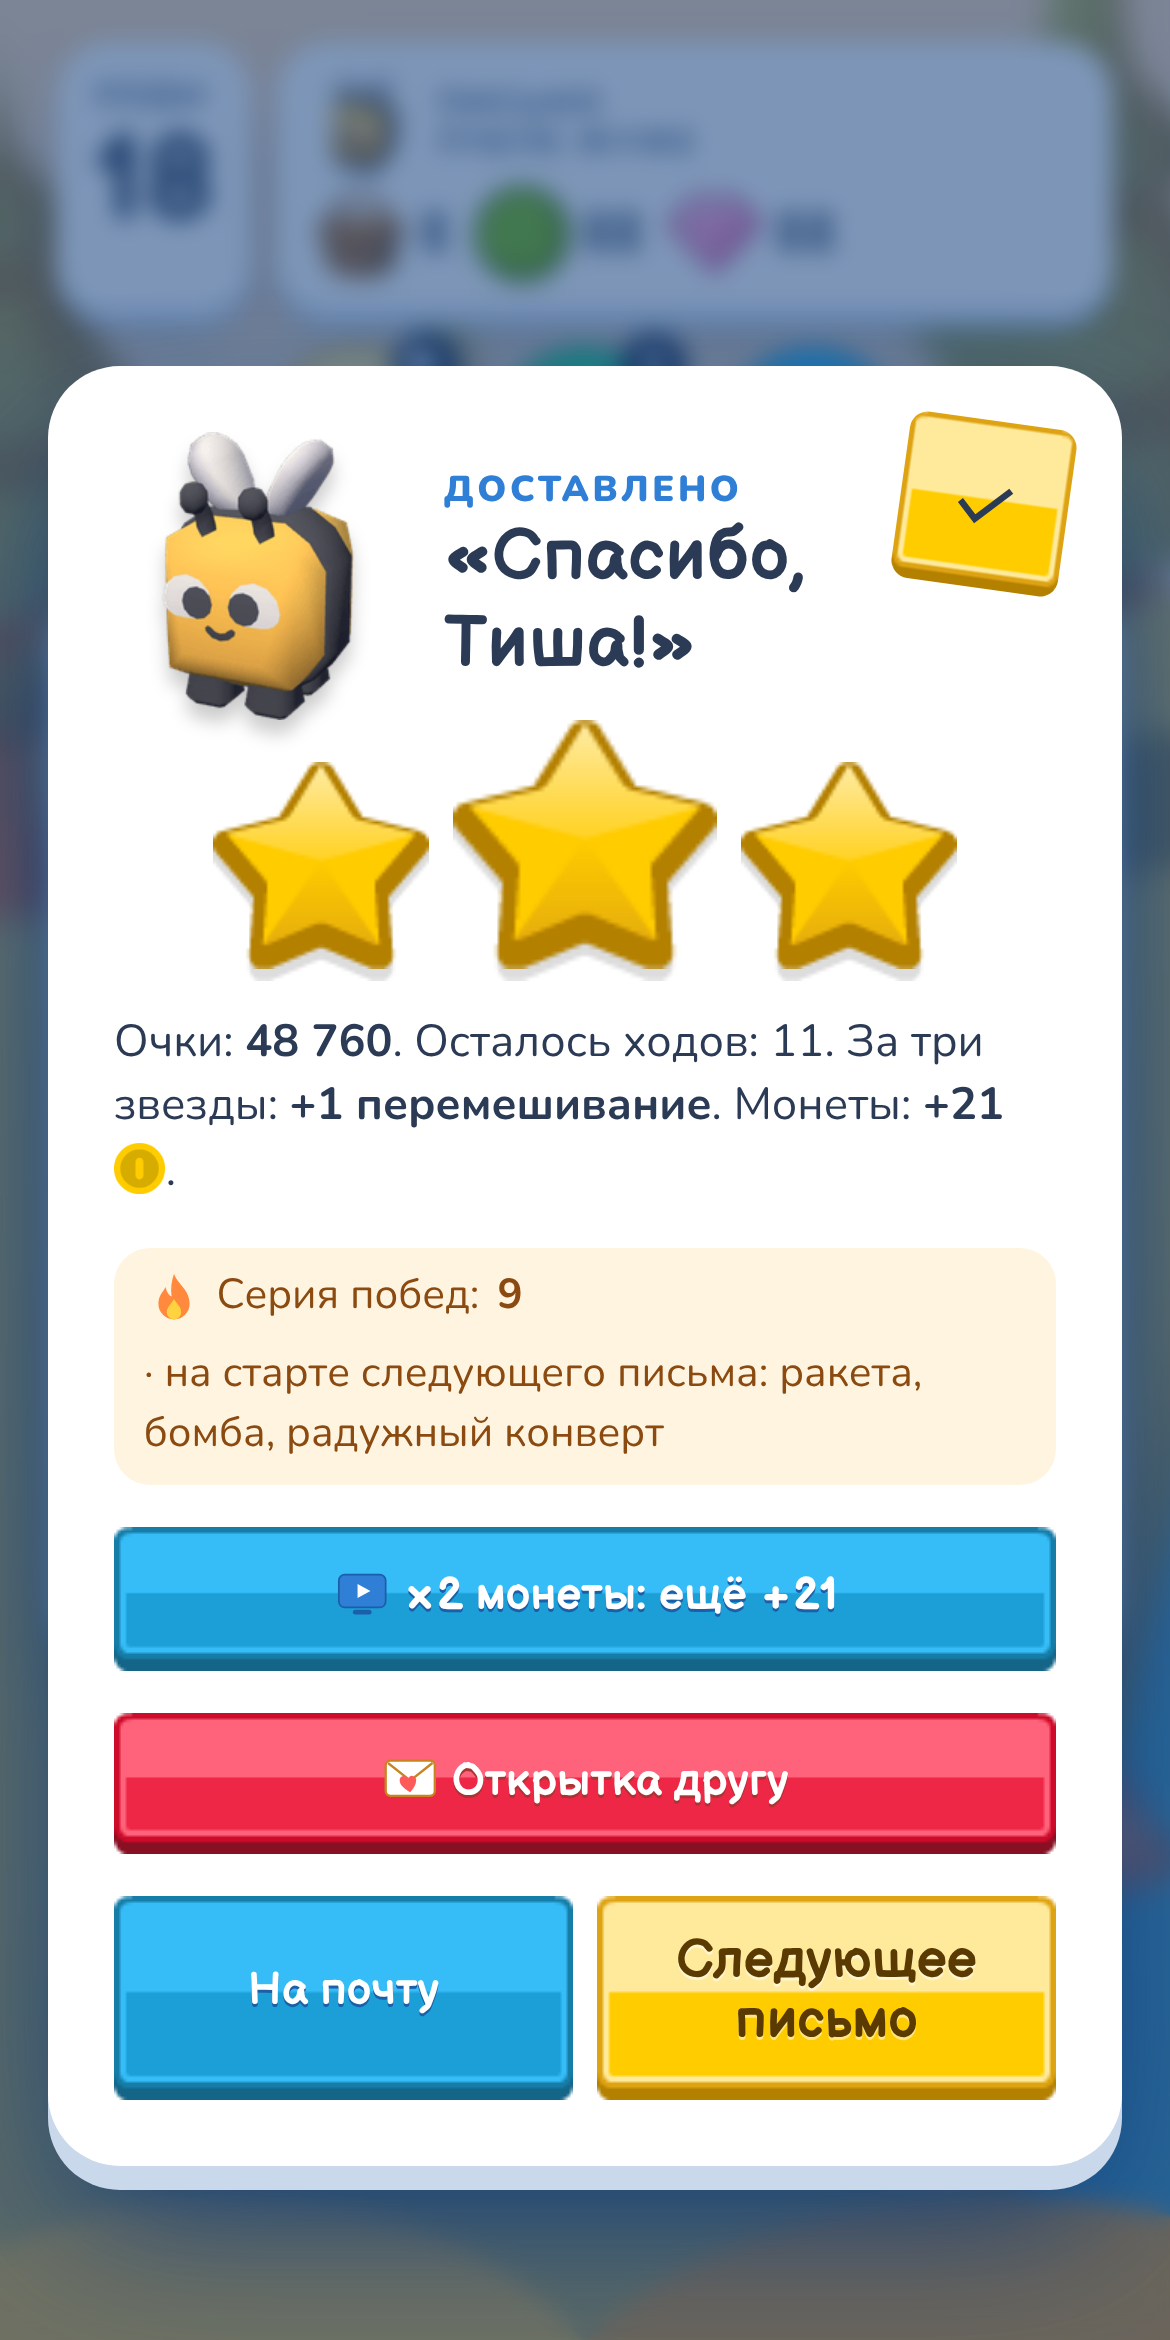 18
ДОСТАВЛЕНО
«Спасибо,
Тиша!»
Очки: 48 760. Осталось ходов: 11. За три
звезды: +1 перемешивание. Монеты: +21
.
Серия побед: 9
· на старте следующего письма: ракета,
бомба, радужный конверт
×2 монеты: ещё +21
Открытка другу
На почту
Следующее
письмо